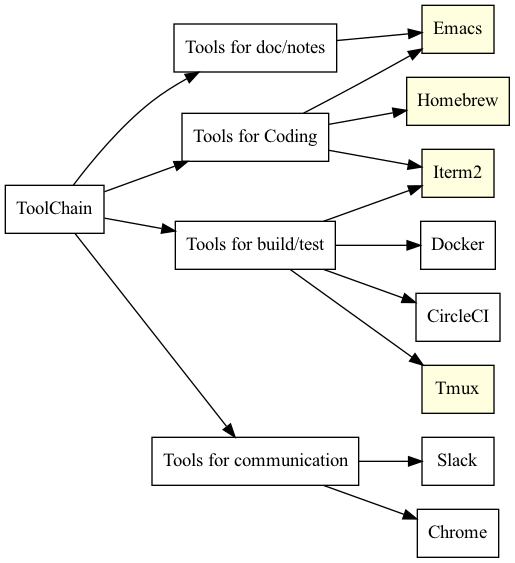 Emacs
Tools for doc/notes
Homebrew
Tools for Coding
Iterm2
ToolChain
Tools for build/test
Docker
CircleCI
Tmux
Tools for communication
Slack
Chrome